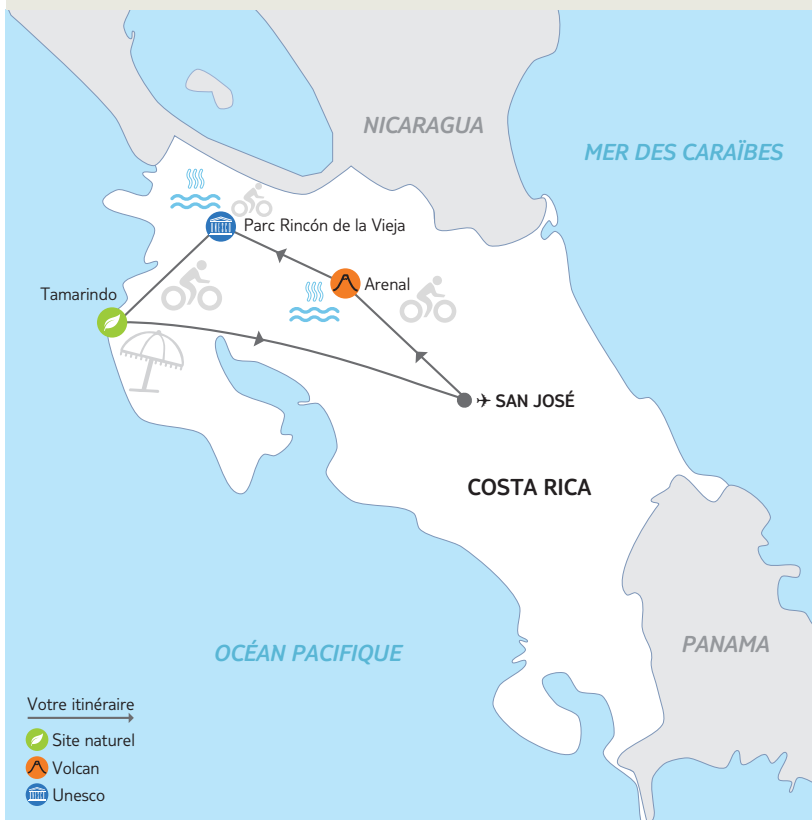 NICARAGUA
MER DES CARAÏBES
Parc Rincón de la Vieja
Arenal
Tamarindo
SAN JOSÉ
COSTA RICA
OCÉAN PACIFIQUE
PANAMA
Votre itinéraire
Site naturel
Volcan
Unesco